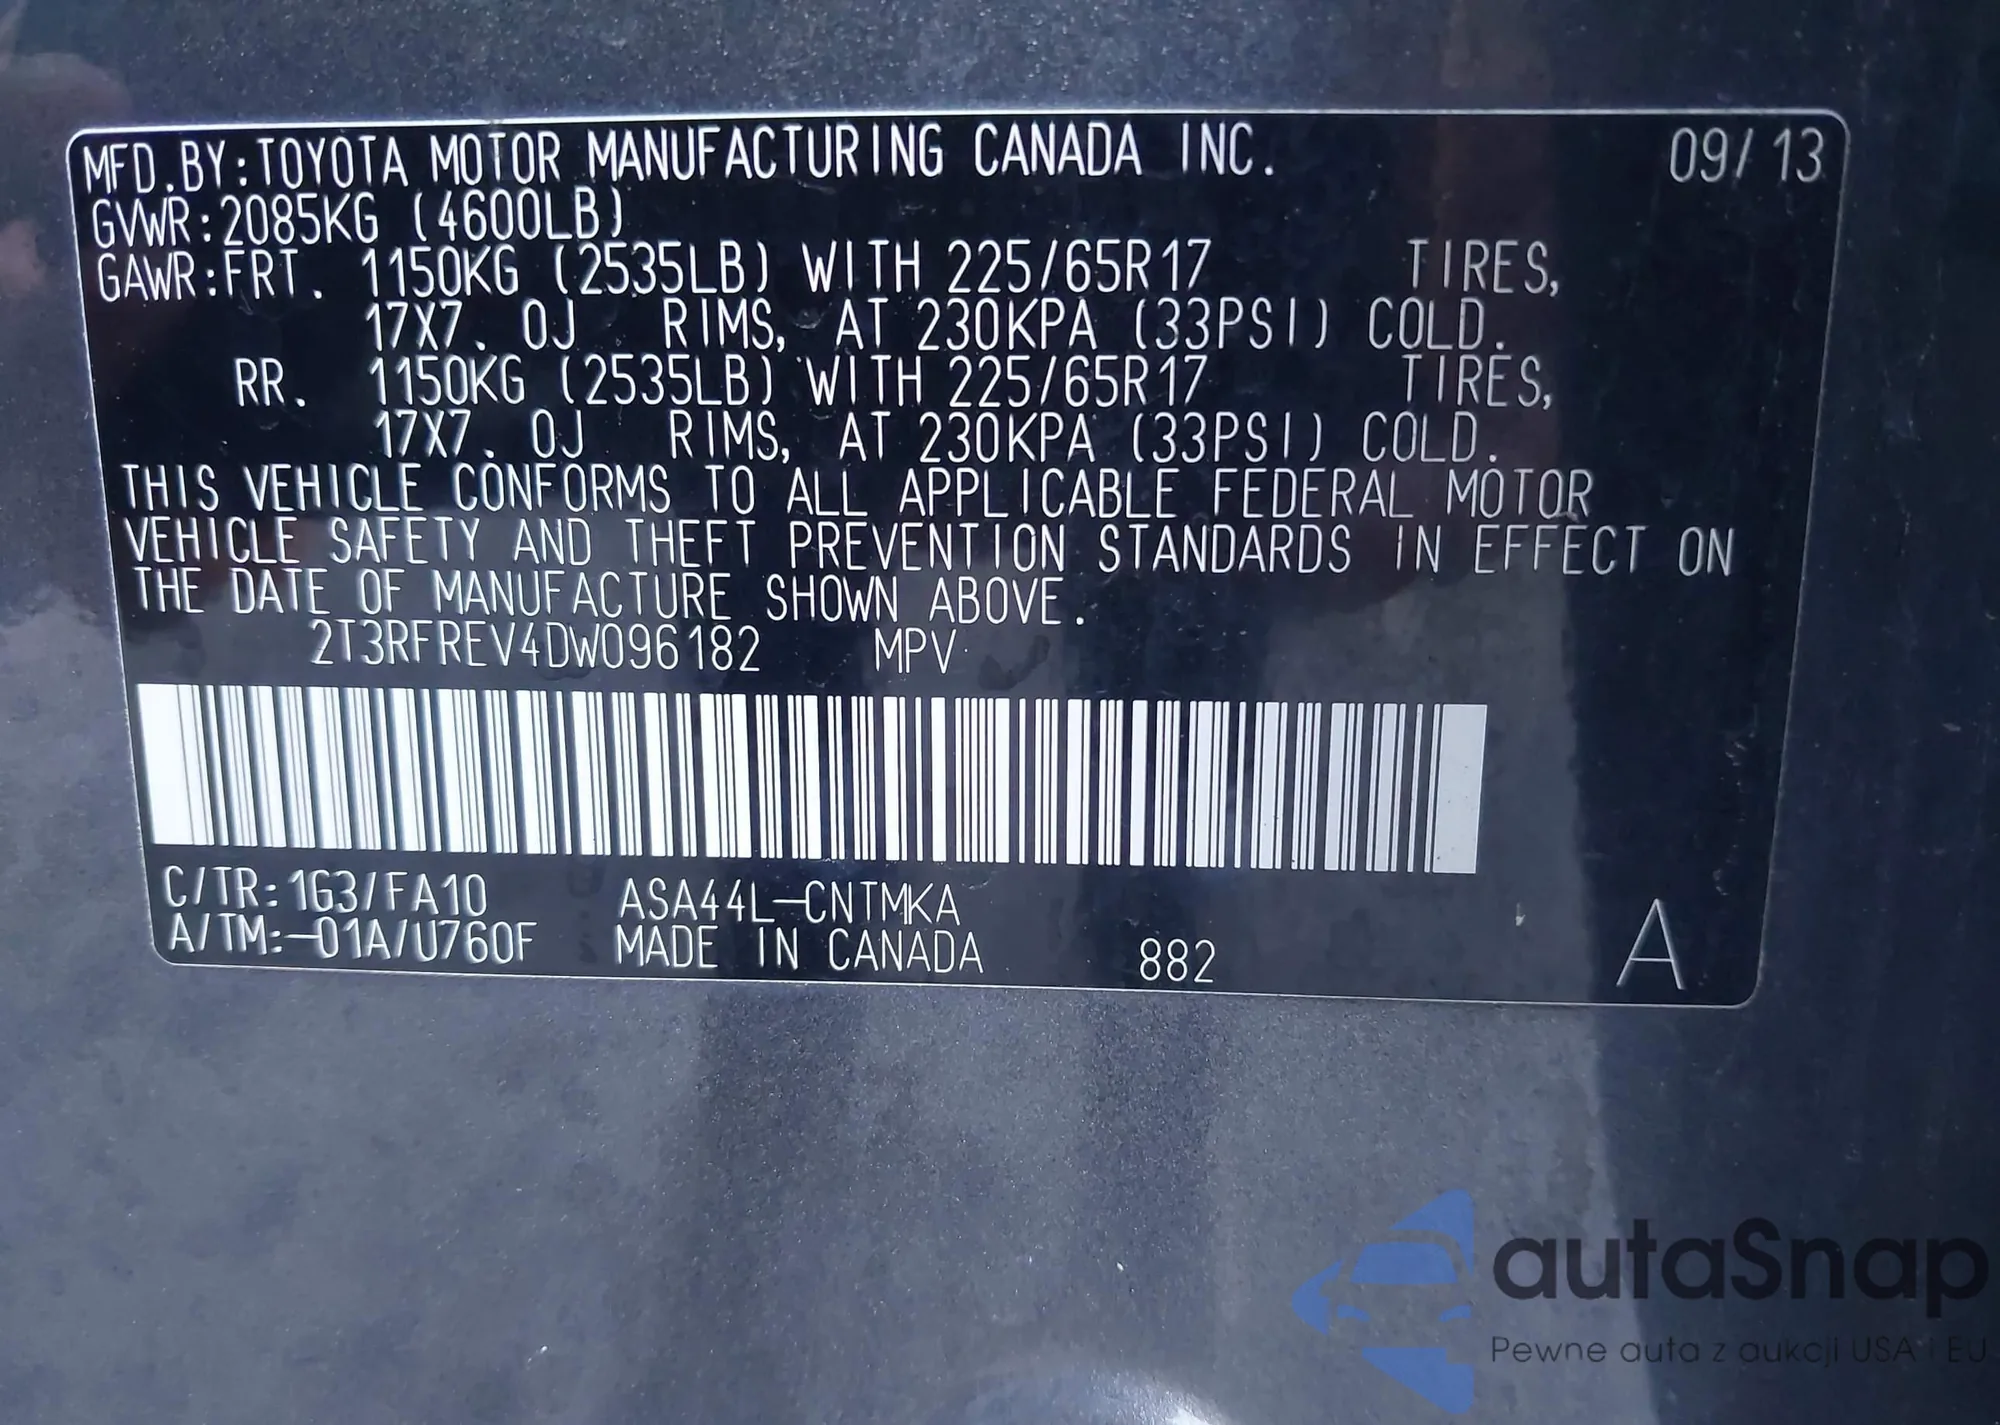 MFD.BY:TOYOTA MOTOR MANUFACTURING CANADA INC. 09/13
GVWR:2085KG (4600LB)
GAWR:FRT. 1150KG (2535LB) WITH 225/65R17 TIRES,
17X7.0J RIMS, AT 230KPA (33PSI) COLD.
RR. 1150KG (2535LB) WITH 225/65R17 TIRES,
17X7.0J RIMS, AT 230KPA (33PSI) COLD.
THIS VEHICLE CONFORMS TO ALL APPLICABLE FEDERAL MOTOR
VEHICLE SAFETY AND THEFT PREVENTION STANDARDS IN EFFECT ON
THE DATE OF MANUFACTURE SHOWN ABOVE.
2T3RFREV4DW096182 MPV
C/TR:1G3/FA10 ASA44L-CNTMKA
A/TM:-01A/U760F MADE IN CANADA 882 A
autaSnap
Pewne auta z aukcji USA i EU